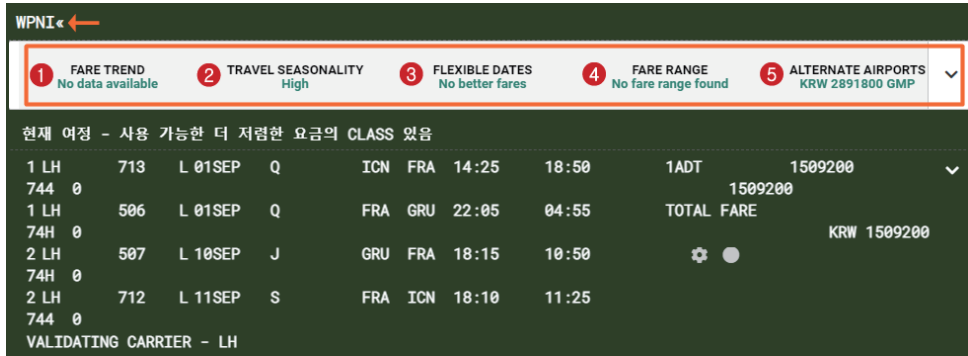 WPNI«
1 FARE TREND 2 TRAVEL SEASONALITY 3 FLEXIBLE DATES 4 FARE RANGE 5 ALTERNATE AIRPORTS
No data available High No better fares No fare range found KRW 2891800 GMP
현재 여정 - 사용 가능한 더 저렴한 요금의 CLASS 있음
1 LH 713 L 01SEP Q ICN FRA 14:25 18:50 1ADT 1509200
744 0 1509200
1 LH 506 L 01SEP Q FRA GRU 22:05 04:55 TOTAL FARE
74H 0 KRW 1509200
2 LH 507 L 10SEP J GRU FRA 18:15 10:50
74H 0
2 LH 712 L 11SEP S FRA ICN 18:10 11:25
744 0
VALIDATING CARRIER - LH